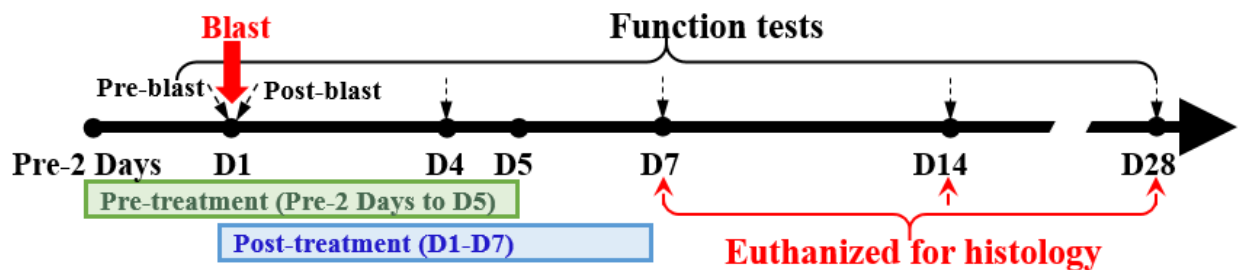 Blast
Function tests
Pre-blast
Post-blast
Pre-2 Days D1 D4 D5 D7 D14 D28
Pre-treatment (Pre-2 Days to D5)
Post-treatment (D1-D7)
Euthanized for histology